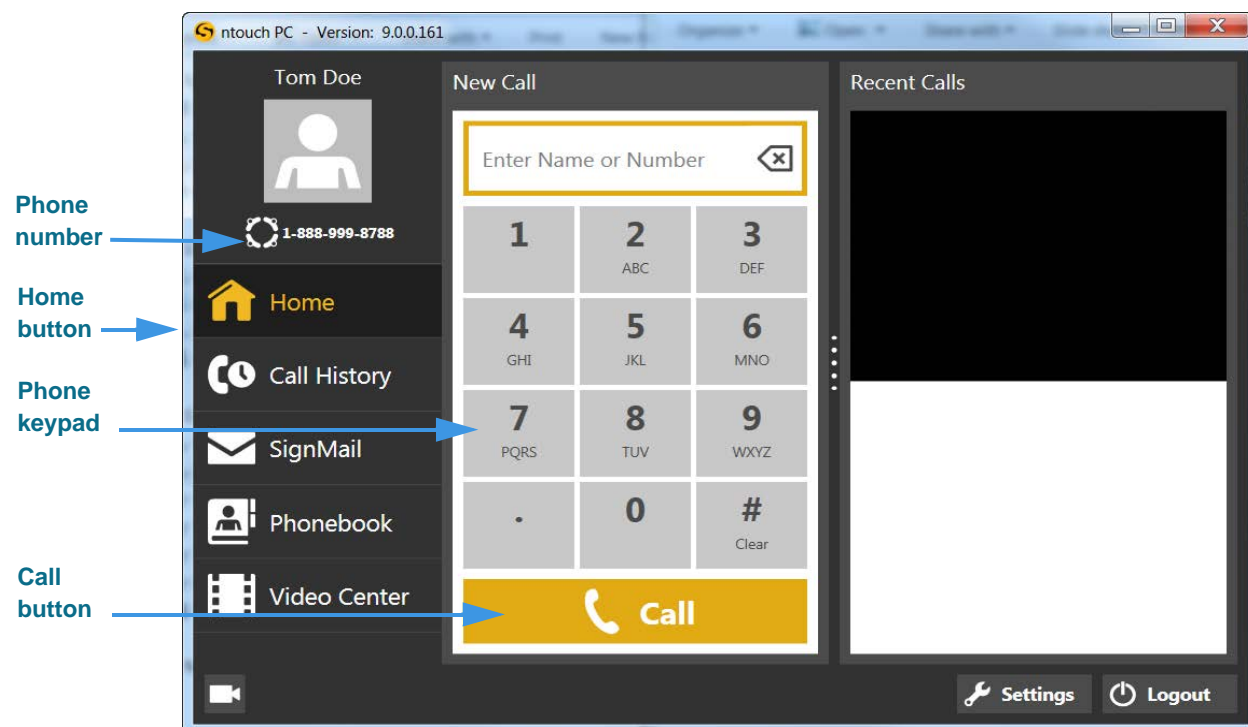 ntouch PC - Version: 9.0.0.161
Tom Doe
1-888-999-8788
Home
Call History
SignMail
Phonebook
Video Center
New Call
Enter Name or Number
1
2
ABC
3
DEF
4
GHI
5
JKL
6
MNO
7
PQRS
8
TUV
9
WXYZ
.
0
#
Clear
Call
Recent Calls
Settings
Logout
Phone
number
Home
button
Phone
keypad
Call
button